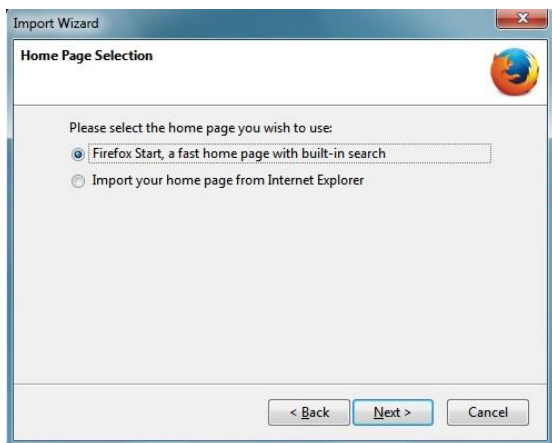 Import Wizard
Home Page Selection
Please select the home page you wish to use:
Firefox Start, a fast home page with built-in search
Import your home page from Internet Explorer
< Back Next > Cancel